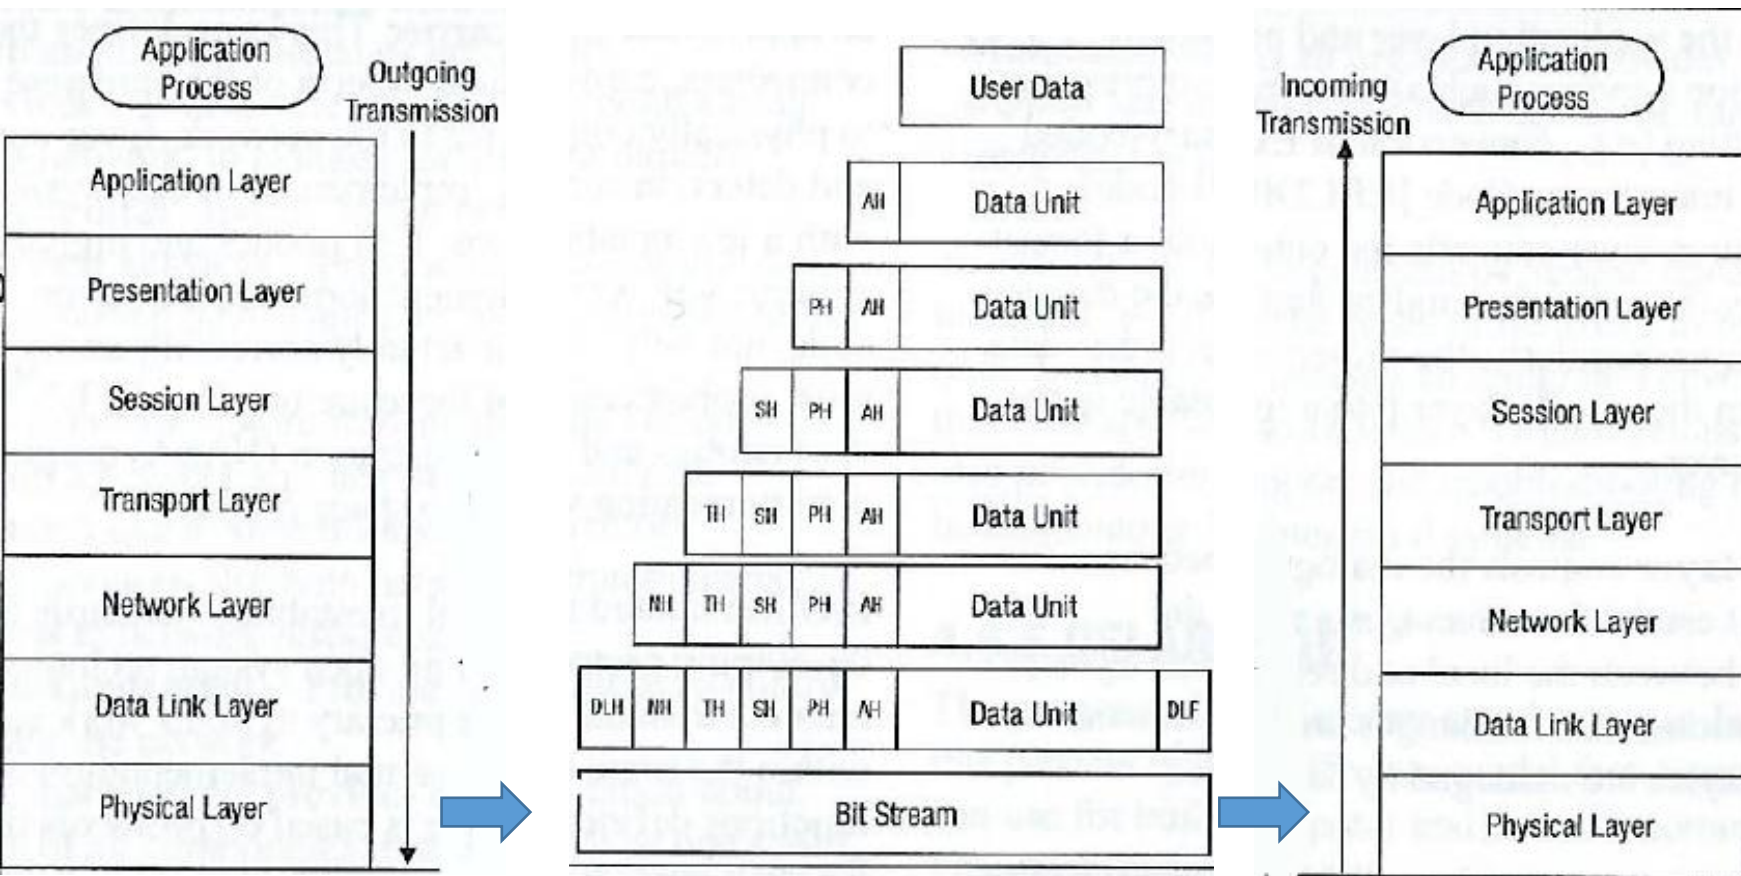 Application
Process
Outgoing
Transmission
Application Layer
Presentation Layer
Session Layer
Transport Layer
Network Layer
Data Link Layer
Physical Layer
User Data
AH Data Unit
PH AH Data Unit
SH PH AH Data Unit
TH SH PH AH Data Unit
NH TH SH PH AH Data Unit
DLH NH TH SH PH AH Data Unit DLF
Bit Stream
Incoming
Transmission
Application
Process
Application Layer
Presentation Layer
Session Layer
Transport Layer
Network Layer
Data Link Layer
Physical Layer